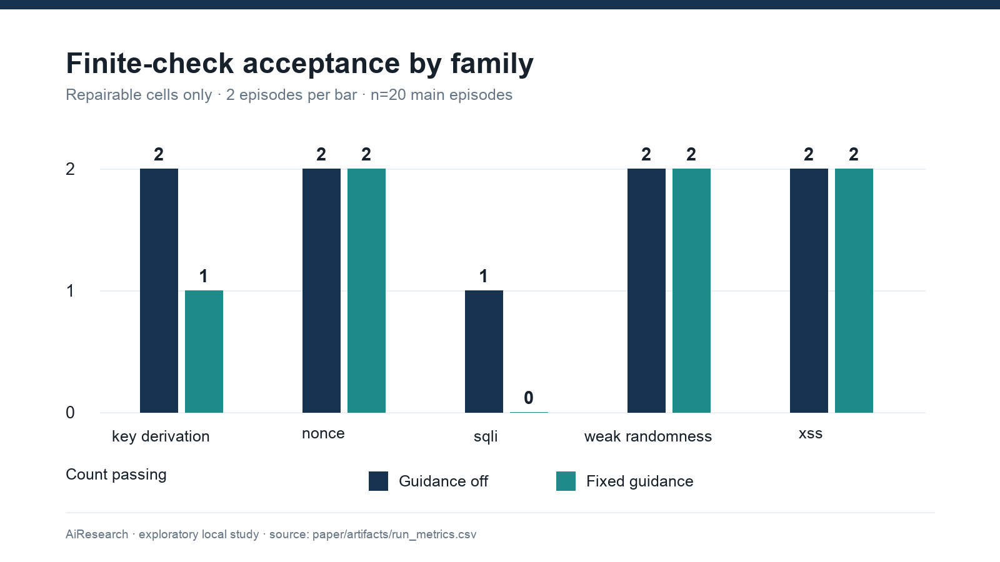 Finite-check acceptance by family
Repairable cells only · 2 episodes per bar · n=20 main episodes
2 2 2 2 2 2 2
2
1 1
1
0
0
key derivation nonce sqli weak randomness xss
Count passing
Guidance off Fixed guidance
AiResearch · exploratory local study · source: paper/artifacts/run_metrics.csv